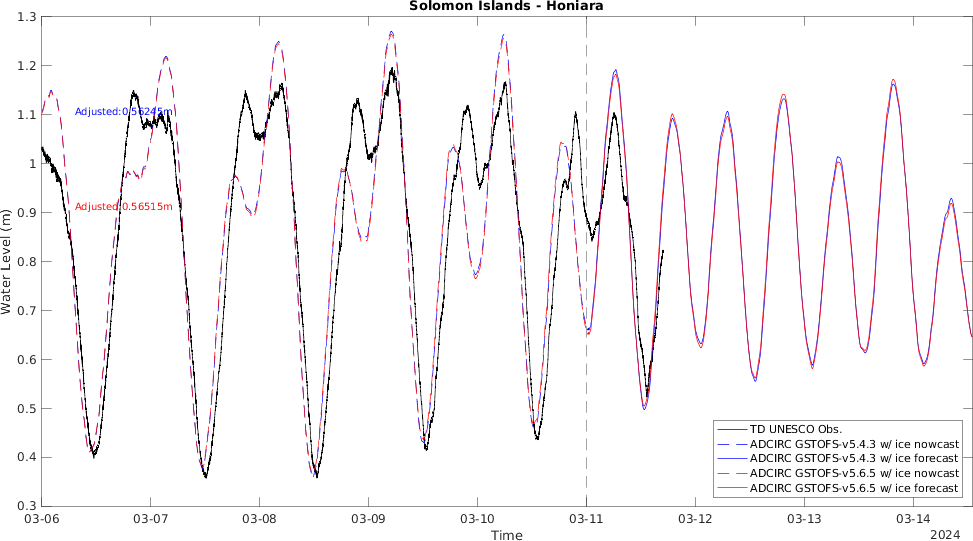 Solomon Islands - Honiara
1.3
1.2
1.1
1
0.9
0.8
0.7
0.6
0.5
0.4
0.3
Water Level (m)
Adjusted:0.56245m
Adjusted:0.56515m
TD UNESCO Obs.
ADCIRC GSTOFS-v5.4.3 w/ ice nowcast
ADCIRC GSTOFS-v5.4.3 w/ ice forecast
ADCIRC GSTOFS-v5.6.5 w/ ice nowcast
ADCIRC GSTOFS-v5.6.5 w/ ice forecast
03-06 03-07 03-08 03-09 03-10 03-11 03-12 03-13 03-14
Time
2024